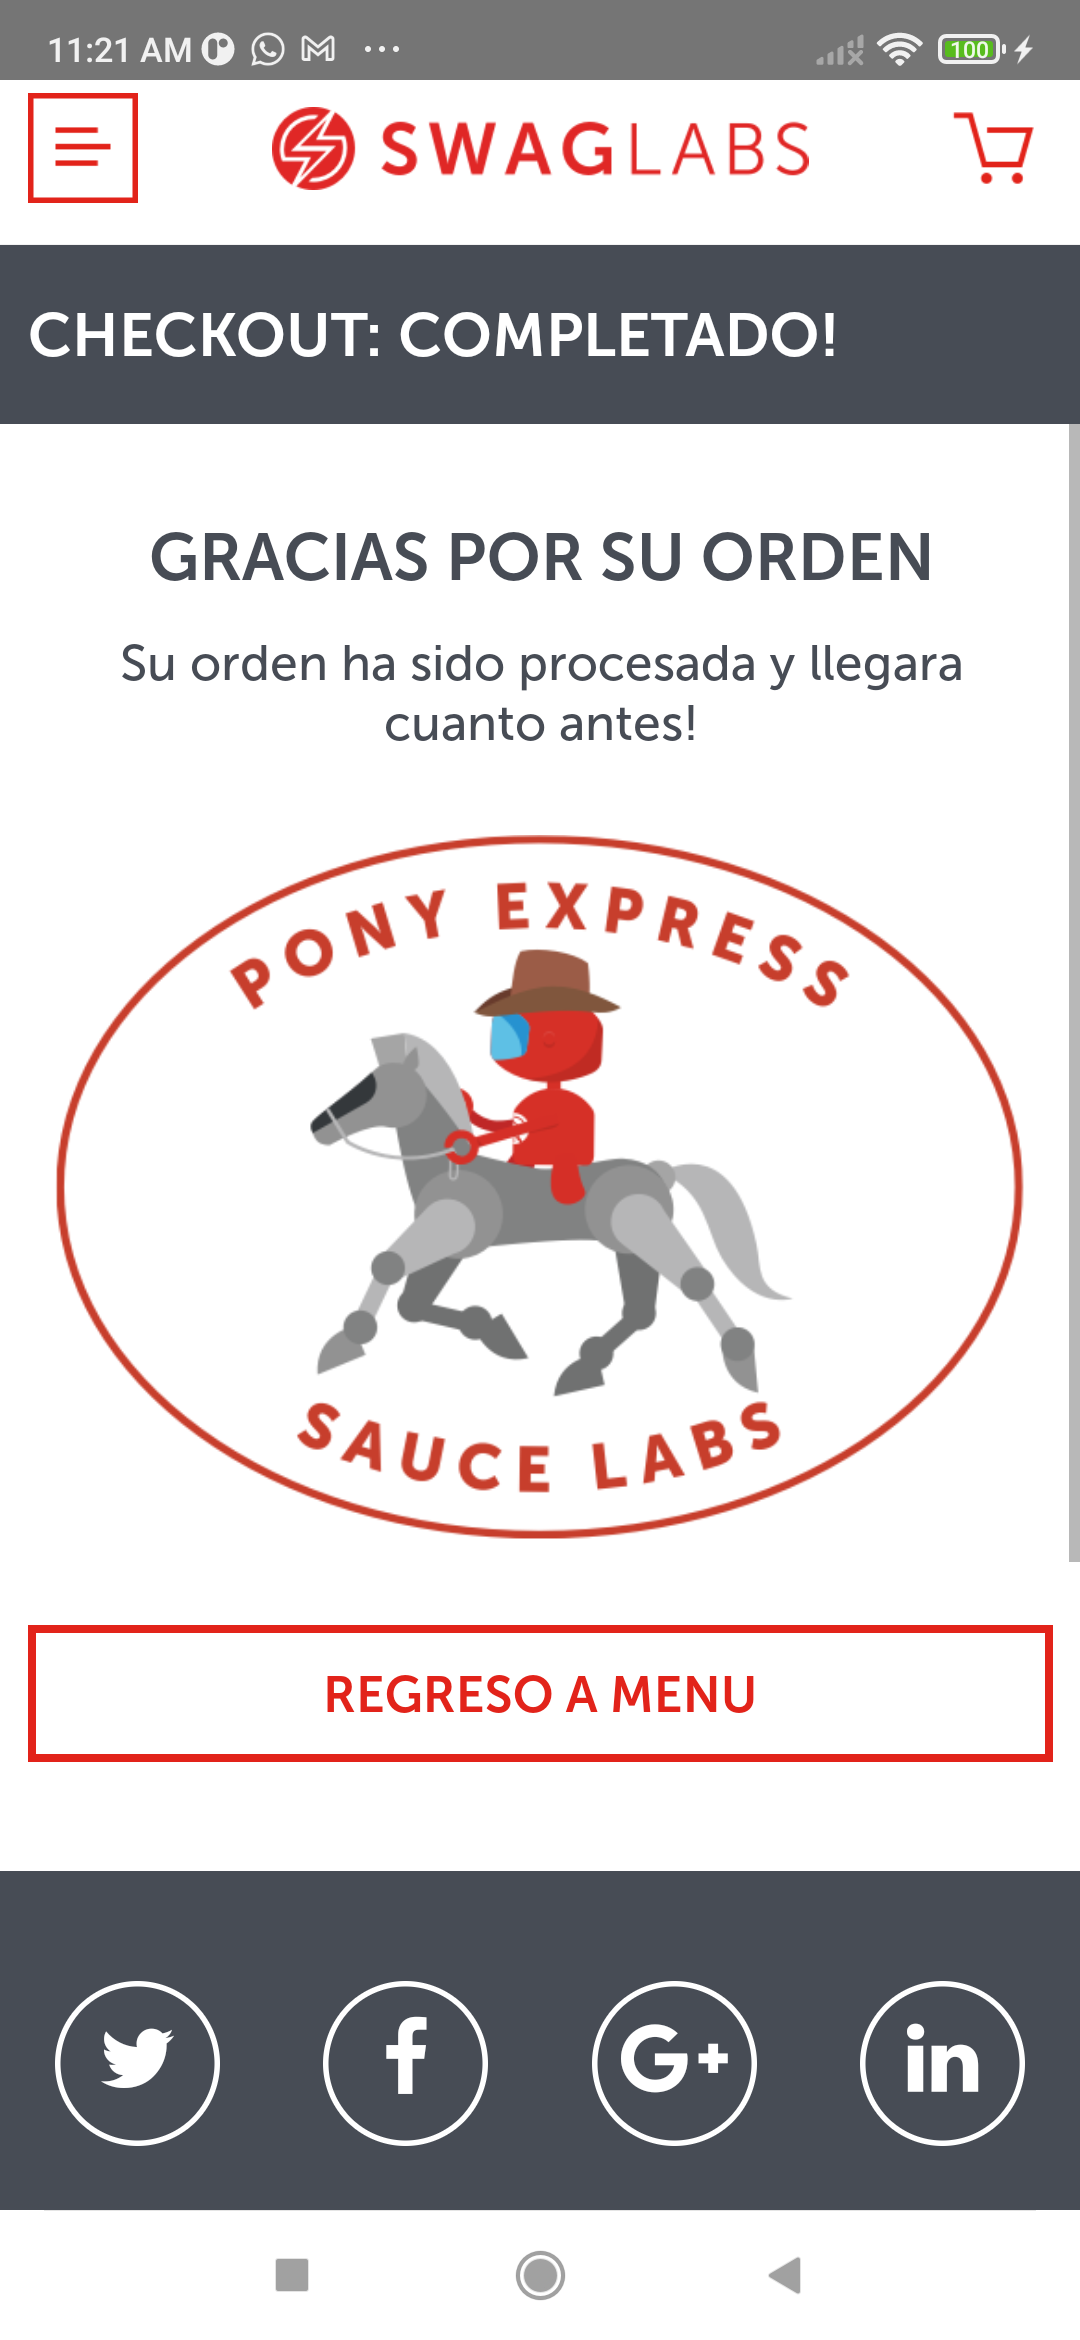 11:21 AM
100
SWAGLABS
CHECKOUT: COMPLETADO!
GRACIAS POR SU ORDEN
Su orden ha sido procesada y llegara
cuanto antes!
PONY EXPRESS
SAUCE LABS
REGRESO A MENU
G+
in